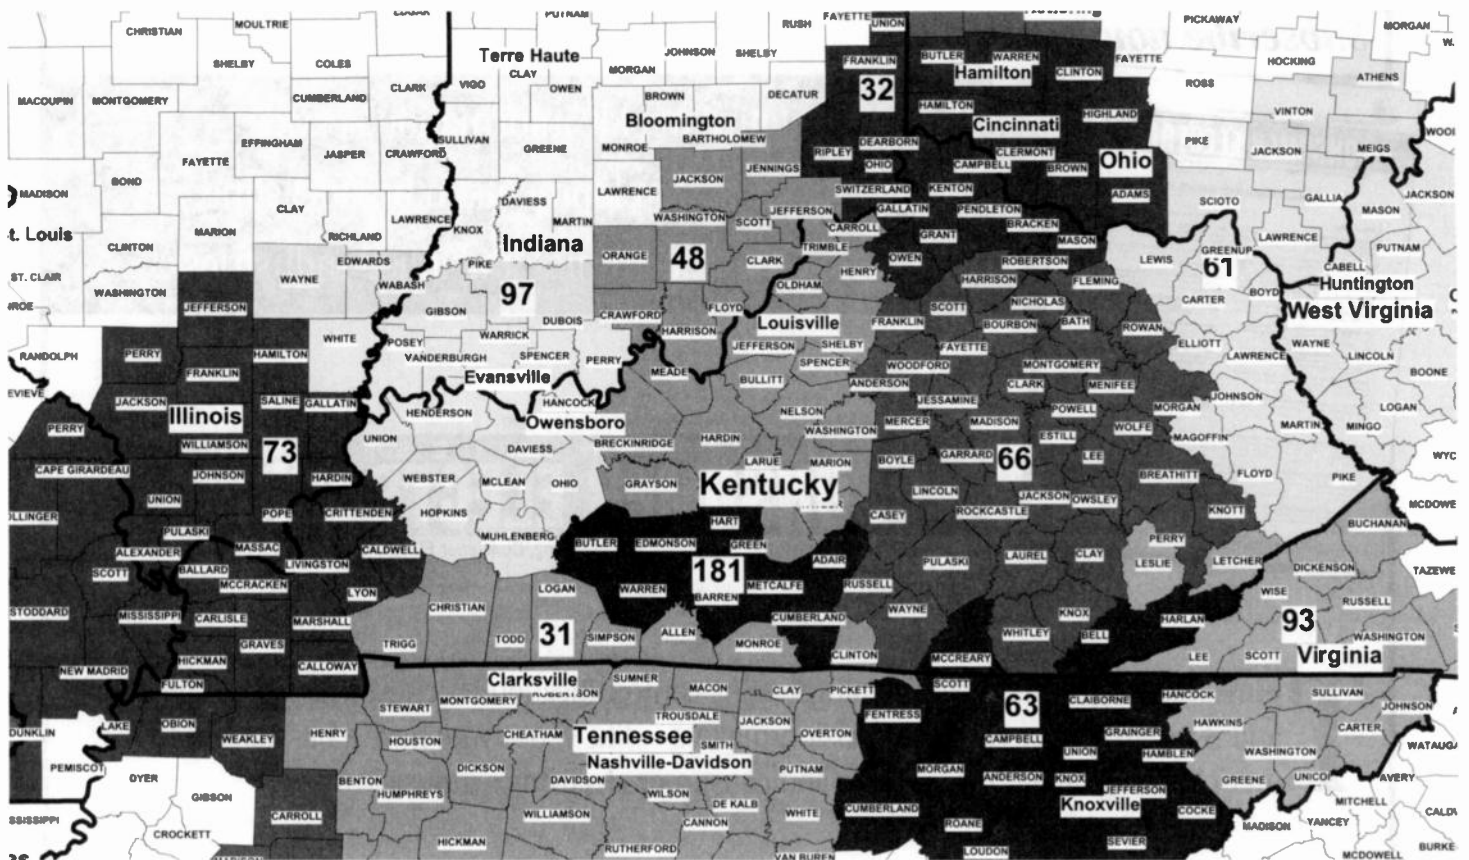 FAYETTE
UNION
RUSH
PICKAWAY
MORGAN
CHRISTIAN
MOULTRIE
SHELBY
COLES
Terre Haute
CLAY
VIGO
OWEN
MORGAN
JOHNSON
SHELBY
FRANKLIN
32
BUTLER
WARREN
Hamilton
CLINTON
FAYETTE
ROSS
HOCKING
ATHENS
MACOUPIN
MONTGOMERY
CUMBERLAND
CLARK
BROWN
DECATUR
Bloomington
BARTHOLOMEW
HAMILTON
HIGHLAND
VINTON
Cincinnati
EFFINGHAM
FAYETTE
JASPER
CRAWFORD
SULLIVAN
GREENE
MONROE
JENNINGS
RIPLEY
DEARBORN
OHIO
CLERMONT
CAMPBELL
BROWN
Ohio
PIKE
JACKSON
MEIGS
BOND
MADISON
CLAY
LAWRENCE
JACKSON
SWITZERLAND
KENTON
ADAMS
SCIOTO
GALLIA
MASON
JACKSON
t. Louis
MARION
CLINTON
RICHLAND
LAWRENCE
KNOX
DAVIESS
MARTIN
Indiana
WASHINGTON
SCOTT
JEFFERSON
CARROLL
GALLATIN
PENDLETON
BRACKEN
MASON
LAWRENCE
PUTNAM
ST. CLAIR
WASHINGTON
WAYNE
EDWARDS
WABASH
PIKE
97
ORANGE
48
CLARK
TRIMBLE
HENRY
OWEN
GRANT
ROBERTSON
LEWIS
GREENUP
61
CABELL
Huntington
West Virginia
JEFFERSON
GIBSON
DUBOIS
CRAWFORD
FLOYD
HARRISON
OLDHAM
Louisville
HARRISON
FLEMING
SCOTT
NICHOLAS
CARTER
BOYD
RANDOLPH
PERRY
HAMILTON
WHITE
POSEY
VANDERBURGH
WARRICK
SPENCER
PERRY
Evansville
MEADE
JEFFERSON
SHELBY
SPENCER
BULLITT
FRANKLIN
BOURBON
BATH
ROWAN
FAYETTE
WOODFORD
MONTGOMERY
ELLIOTT
LAWRENCE
WAYNE
LINCOLN
BOONE
FRANKLIN
JACKSON
Illinois
SALINE
GALLATIN
HENDERSON
HANCOCK
Owensboro
ANDERSON
CLARK
MENIFEE
JESSAMINE
POWELL
MORGAN
JOHNSON
LOGAN
PERRY
WILLIAMSON
73
UNION
DAVIESS
BRECKINRIDGE
HARDIN
NELSON
WASHINGTON
MERCER
MADISON
ESTILL
WOLFE
MAGOFFIN
MARTIN
MINGO
CAPE GIRARDEAU
JOHNSON
HARDIN
WEBSTER
MCLEAN
OHIO
GRAYSON
LARUE
MARION
Kentucky
BOYLE
GARRARD
66
LEE
BREATHITT
FLOYD
PIKE
UNION
POPE
CRITTENDEN
HOPKINS
MUHLENBERG
HART
CASEY
LINCOLN
ROCKCASTLE
JACKSON
OWSLEY
KNOTT
BUCHANAN
PULASKI
ALEXANDER
MASSAC
CALDWELL
BUTLER
EDMONSON
GREEN
ADAIR
PULASKI
LAUREL
CLAY
PERRY
LESLIE
LETCHER
DICKENSON
SCOTT
BALLARD
LIVINGSTON
MCCRACKEN
LYON
LOGAN
WARREN
181
BARREN
METCALFE
RUSSELL
WISE
RUSSELL
STODDARD
MISSISSIPPI
CARLISLE
MARSHALL
CHRISTIAN
CUMBERLAND
WAYNE
KNOX
HARLAN
93
GRAVES
TRIGG
TODD
31
SIMPSON
ALLEN
MONROE
WHITLEY
BELL
WASHINGTON
NEW MADRID
HICKMAN
CALLOWAY
CLINTON
MCCREARY
LEE
SCOTT
Virginia
FULTON
Clarksville
ROBERTSON
SUMNER
MACON
CLAY
PICKETT
SCOTT
CLAIBORNE
HANCOCK
SULLIVAN
JOHNSON
LAKE
OBION
WEAKLEY
HENRY
STEWART
MONTGOMERY
TROUSDALE
JACKSON
FENTRESS
63
HAWKINS
CARTER
DUNKLIN
HOUSTON
CHEATHAM
Tennessee
SMITH
OVERTON
CAMPBELL
GRAINGER
UNION
HAMBLEN
WASHINGTON
PEMISCOT
DYER
BENTON
DICKSON
Nashville-Davidson
DAVIDSON
PUTNAM
MORGAN
ANDERSON
KNOX
JEFFERSON
GREENE
UNICOI
AVERY
GIBSON
HUMPHREYS
WILSON
DE KALB
Knoxville
MITCHELL
CARROLL
WILLIAMSON
CANNON
WHITE
CUMBERLAND
ROANE
COCKE
MADISON
YANCEY
CROCKETT
HICKMAN
RUTHERFORD
VAN BUREN
LOUDON
SEVIER
MCDOWELL
BURKE